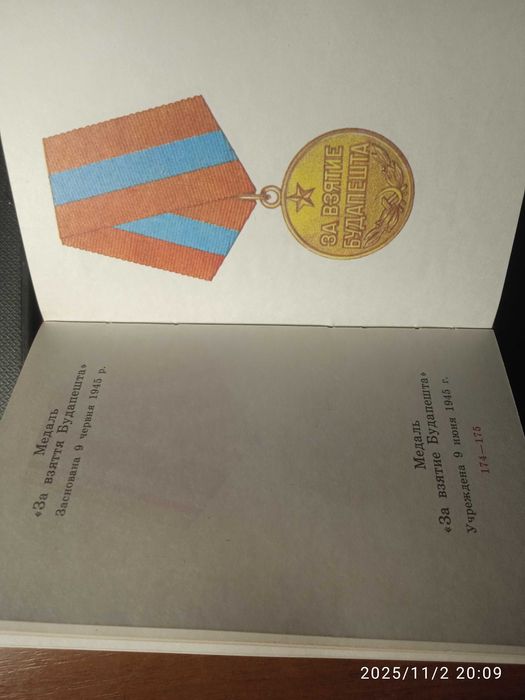 ЗА ВЗЯТИЕ
БУДАПЕШТА
Медаль
«За взяття Будапешта»
Заснована 9 червня 1945 р.
Медаль
«За взятие Будапешта»
Учреждена 9 июня 1945 г.
174—175
2025/11/2 20:09